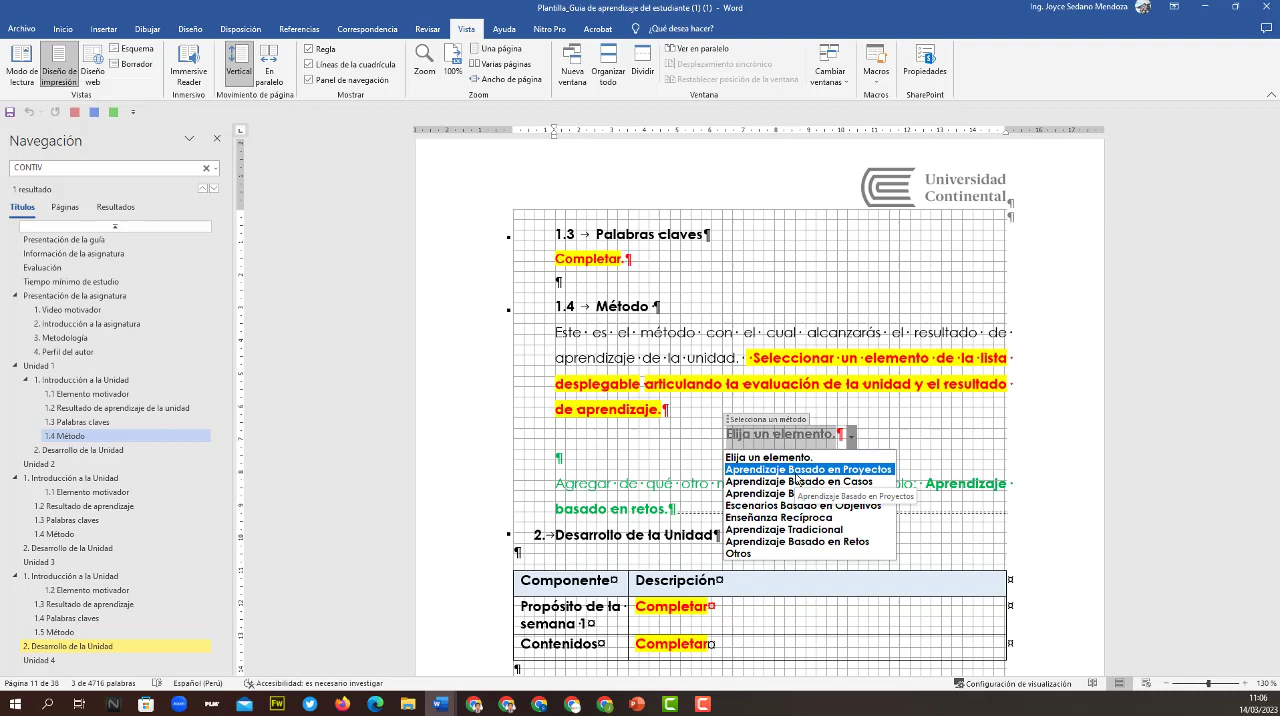 Plantilla_Guia de aprendizaje del estudiante (1) (1) - Word
Ing. Joyce Sedano Mendoza
Archivo Inicio Insertar Dibujar Diseño Disposición Referencias Correspondencia Revisar Vista Ayuda Nitro Pro Acrobat ¿Qué desea hacer?
Modo de lectura
Diseño de impresión
Diseño web
Esquema
Borrador
Vistas
Immersive Reader
Inmersivo
Vertical
En paralelo
Movimiento de página
Regla
Líneas de la cuadrícula
Panel de navegación
Mostrar
Zoom
100%
Una página
Varias páginas
Ancho de página
Zoom
Nueva ventana
Organizar todo
Dividir
Ver en paralelo
Desplazamiento sincrónico
Restablecer posición de la ventana
Ventana
Cambiar ventanas
Macros
Macros
Propiedades
SharePoint
Navegación
CONTIV
1 resultado
Títulos Páginas Resultados
Presentación de la guía
Información de la asignatura
Evaluación
Tiempo mínimo de estudio
Presentación de la asignatura
1. Video motivador
2. Introducción a la asignatura
3. Metodología
4. Perfil del autor
Unidad 1
1. Introducción a la Unidad
1.1 Elemento motivador
1.2 Resultado de aprendizaje de la unidad
1.3 Palabras claves
1.4 Método
2. Desarrollo de la Unidad
Unidad 2
1. Introducción a la Unidad
1.1 Elemento motivador
1.2 Resultado de aprendizaje
1.3 Palabras claves
1.4 Método
2. Desarrollo de la Unidad
Unidad 3
1. Introducción a la Unidad
1.2 Elemento motivador
1.3 Resultado de aprendizaje
1.4 Palabras claves
1.5 Método
2. Desarrollo de la Unidad
Unidad 4
Universidad
Continental
1.3 → Palabras claves¶
Completar.¶
¶
1.4 → Método ¶
Este es el método con el cual alcanzarás el resultado de
aprendizaje de la unidad. Seleccionar un elemento de la lista
desplegable articulando la evaluación de la unidad y el resultado
de aprendizaje.¶
Selecciona un método
Elija un elemento.¶
Elija un elemento.
Aprendizaje Basado en Proyectos
Aprendizaje Basado en Casos
Aprendizaje B
Aprendizaje Basado en Proyectos
Escenarios Basado en Objetivos
Enseñanza Recíproca
Aprendizaje Tradicional
Aprendizaje Basado en Retos
Otros
¶
Agregar de qué otro Aprendizaje
basado en retos.¶
2. → Desarrollo de la Unidad¶
¶
Componente¤ Descripción¤
Propósito de la semana 1¤ Completar¤
Contenidos¤ Completar¤
¶
Página 11 de 38 3 de 4716 palabras Español (Perú) Accesibilidad: es necesario investigar Configuración de visualización 130 %
11:06
14/03/2023